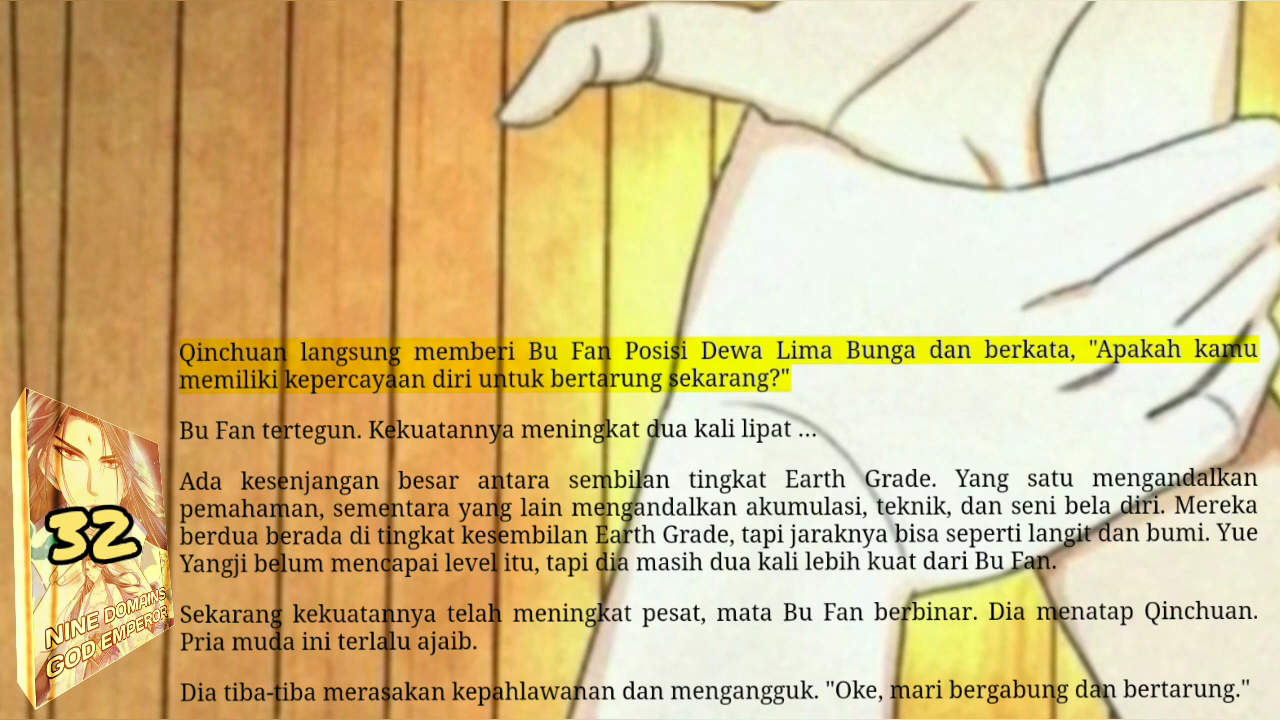 Qinchuan langsung memberi Bu Fan Posisi Dewa Lima Bunga dan berkata, "Apakah kamu
memiliki kepercayaan diri untuk bertarung sekarang?"
Bu Fan tertegun. Kekuatannya meningkat dua kali lipat ...
Ada kesenjangan besar antara sembilan tingkat Earth Grade. Yang satu mengandalkan
pemahaman, sementara yang lain mengandalkan akumulasi, teknik, dan seni bela diri. Mereka
berdua berada di tingkat kesembilan Earth Grade, tapi jaraknya bisa seperti langit dan bumi. Yue
Yangji belum mencapai level itu, tapi dia masih dua kali lebih kuat dari Bu Fan.
Sekarang kekuatannya telah meningkat pesat, mata Bu Fan berbinar. Dia menatap Qinchuan.
Pria muda ini terlalu ajaib.
Dia tiba-tiba merasakan kepahlawanan dan mengangguk. "Oke, mari bergabung dan bertarung."
32
NINE DOMAINS
GOD EMPEROR